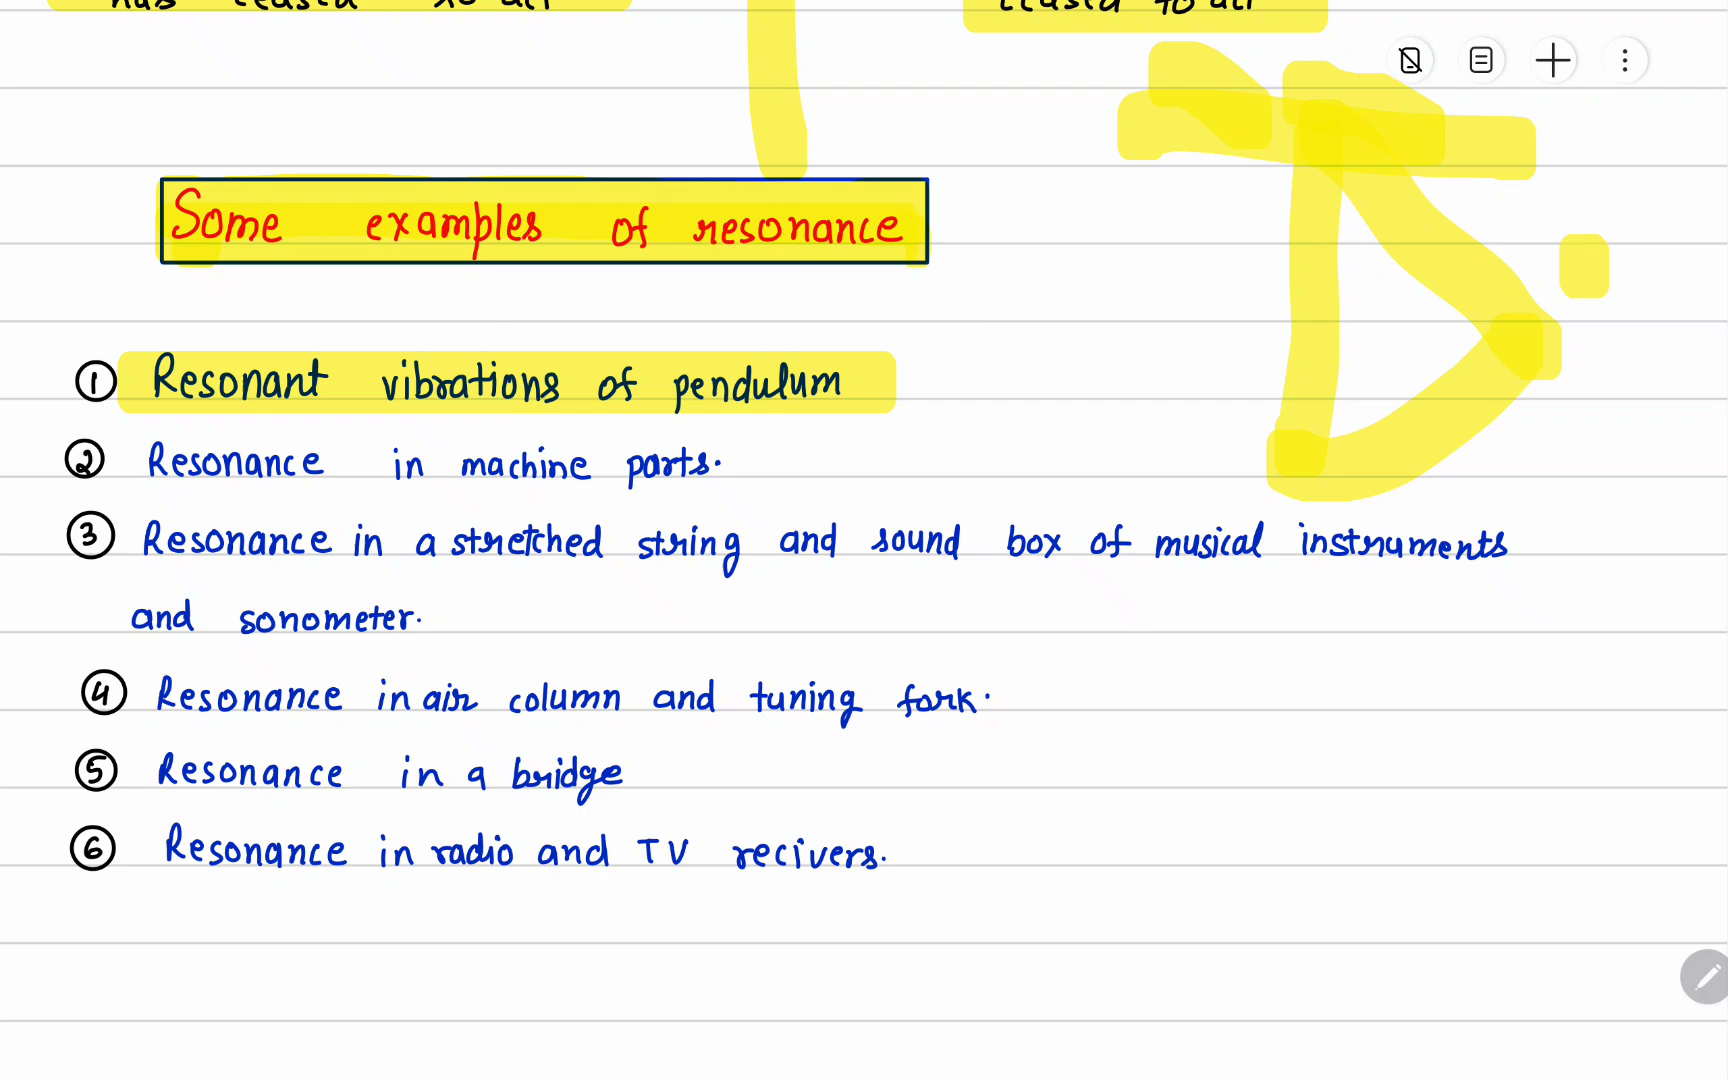 Some examples of resonance
① Resonant vibrations of pendulum
② Resonance in machine parts.
③ Resonance in a stretched string and sound box of musical instruments
and sonometer.
④ Resonance in air column and tuning fork.
⑤ Resonance in a bridge
⑥ Resonance in radio and TV recivers.